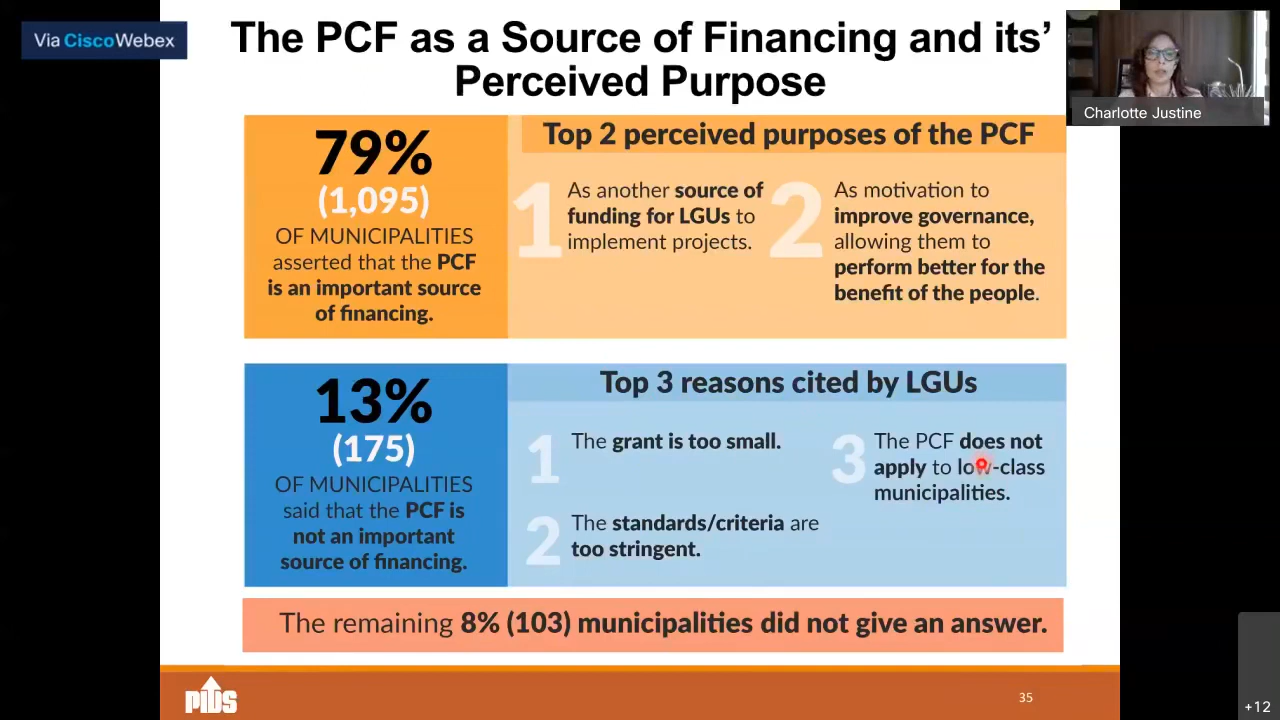 Via CiscoWebex
The PCF as a Source of Financing and its’
Perceived Purpose
Charlotte Justine
79%
(1,095)
OF MUNICIPALITIES
asserted that the PCF
is an important source
of financing.
Top 2 perceived purposes of the PCF
1
As another source of
funding for LGUs to
implement projects.
2
As motivation to
improve governance,
allowing them to
perform better for the
benefit of the people.
13%
(175)
OF MUNICIPALITIES
said that the PCF is
not an important
source of financing.
Top 3 reasons cited by LGUs
1
The grant is too small.
2
The standards/criteria are
too stringent.
3
The PCF does not
apply to low-class
municipalities.
The remaining 8% (103) municipalities did not give an answer.
PIDS
35
+12